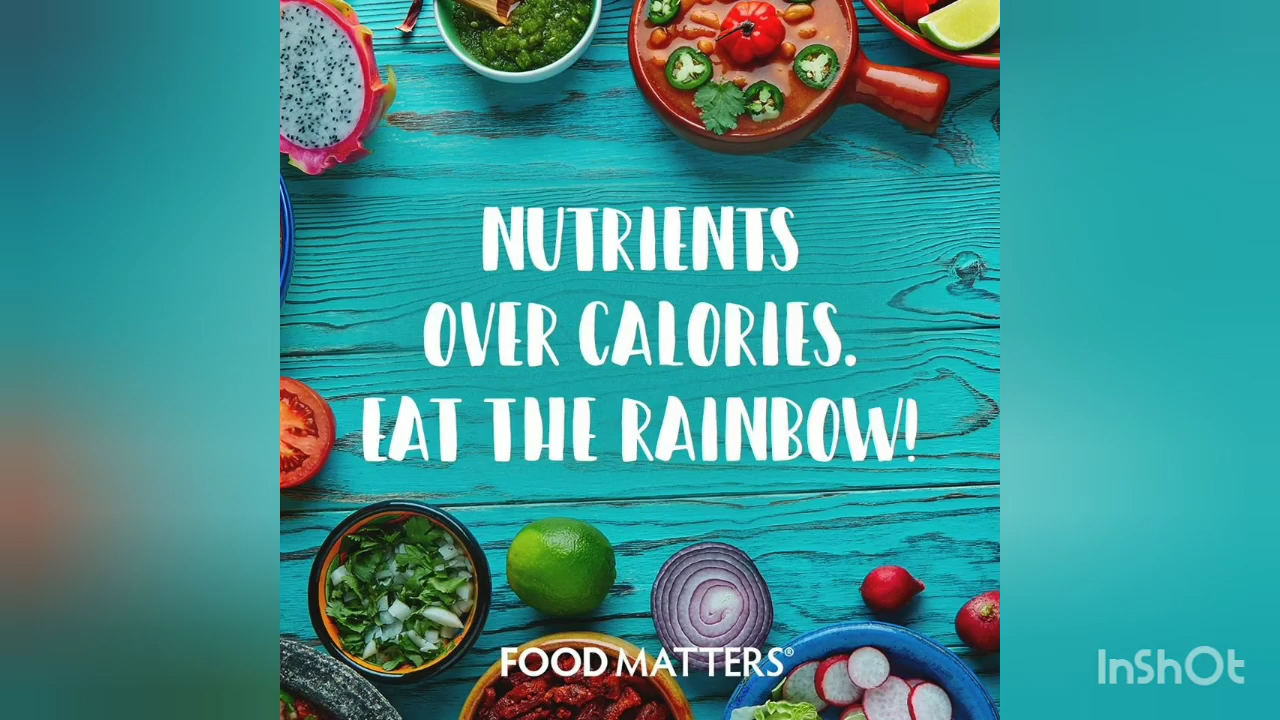 NUTRIENTS
OVER CALORIES.
EAT THE RAINBOW!
FOOD MATTERS®
InShOt